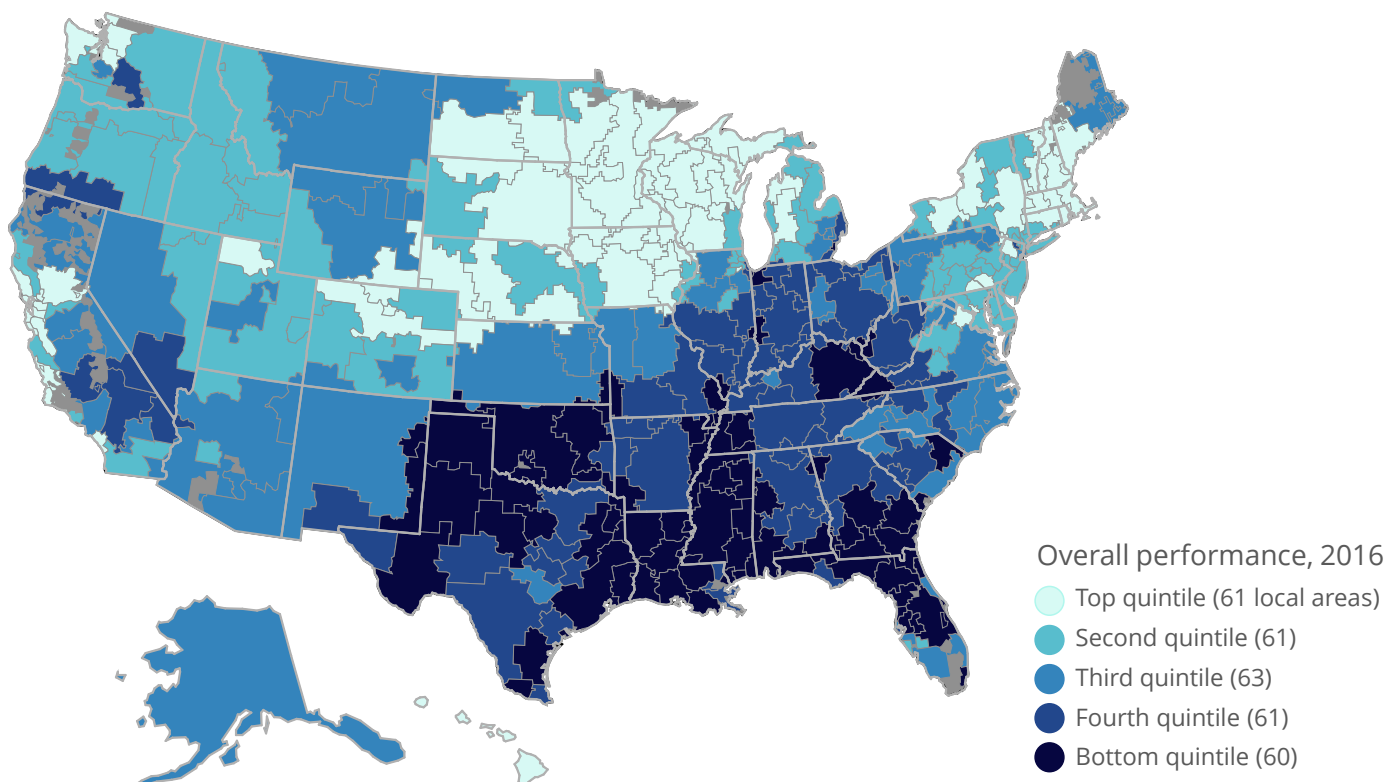 Overall performance, 2016
Top quintile (61 local areas)
Second quintile (61)
Third quintile (63)
Fourth quintile (61)
Bottom quintile (60)